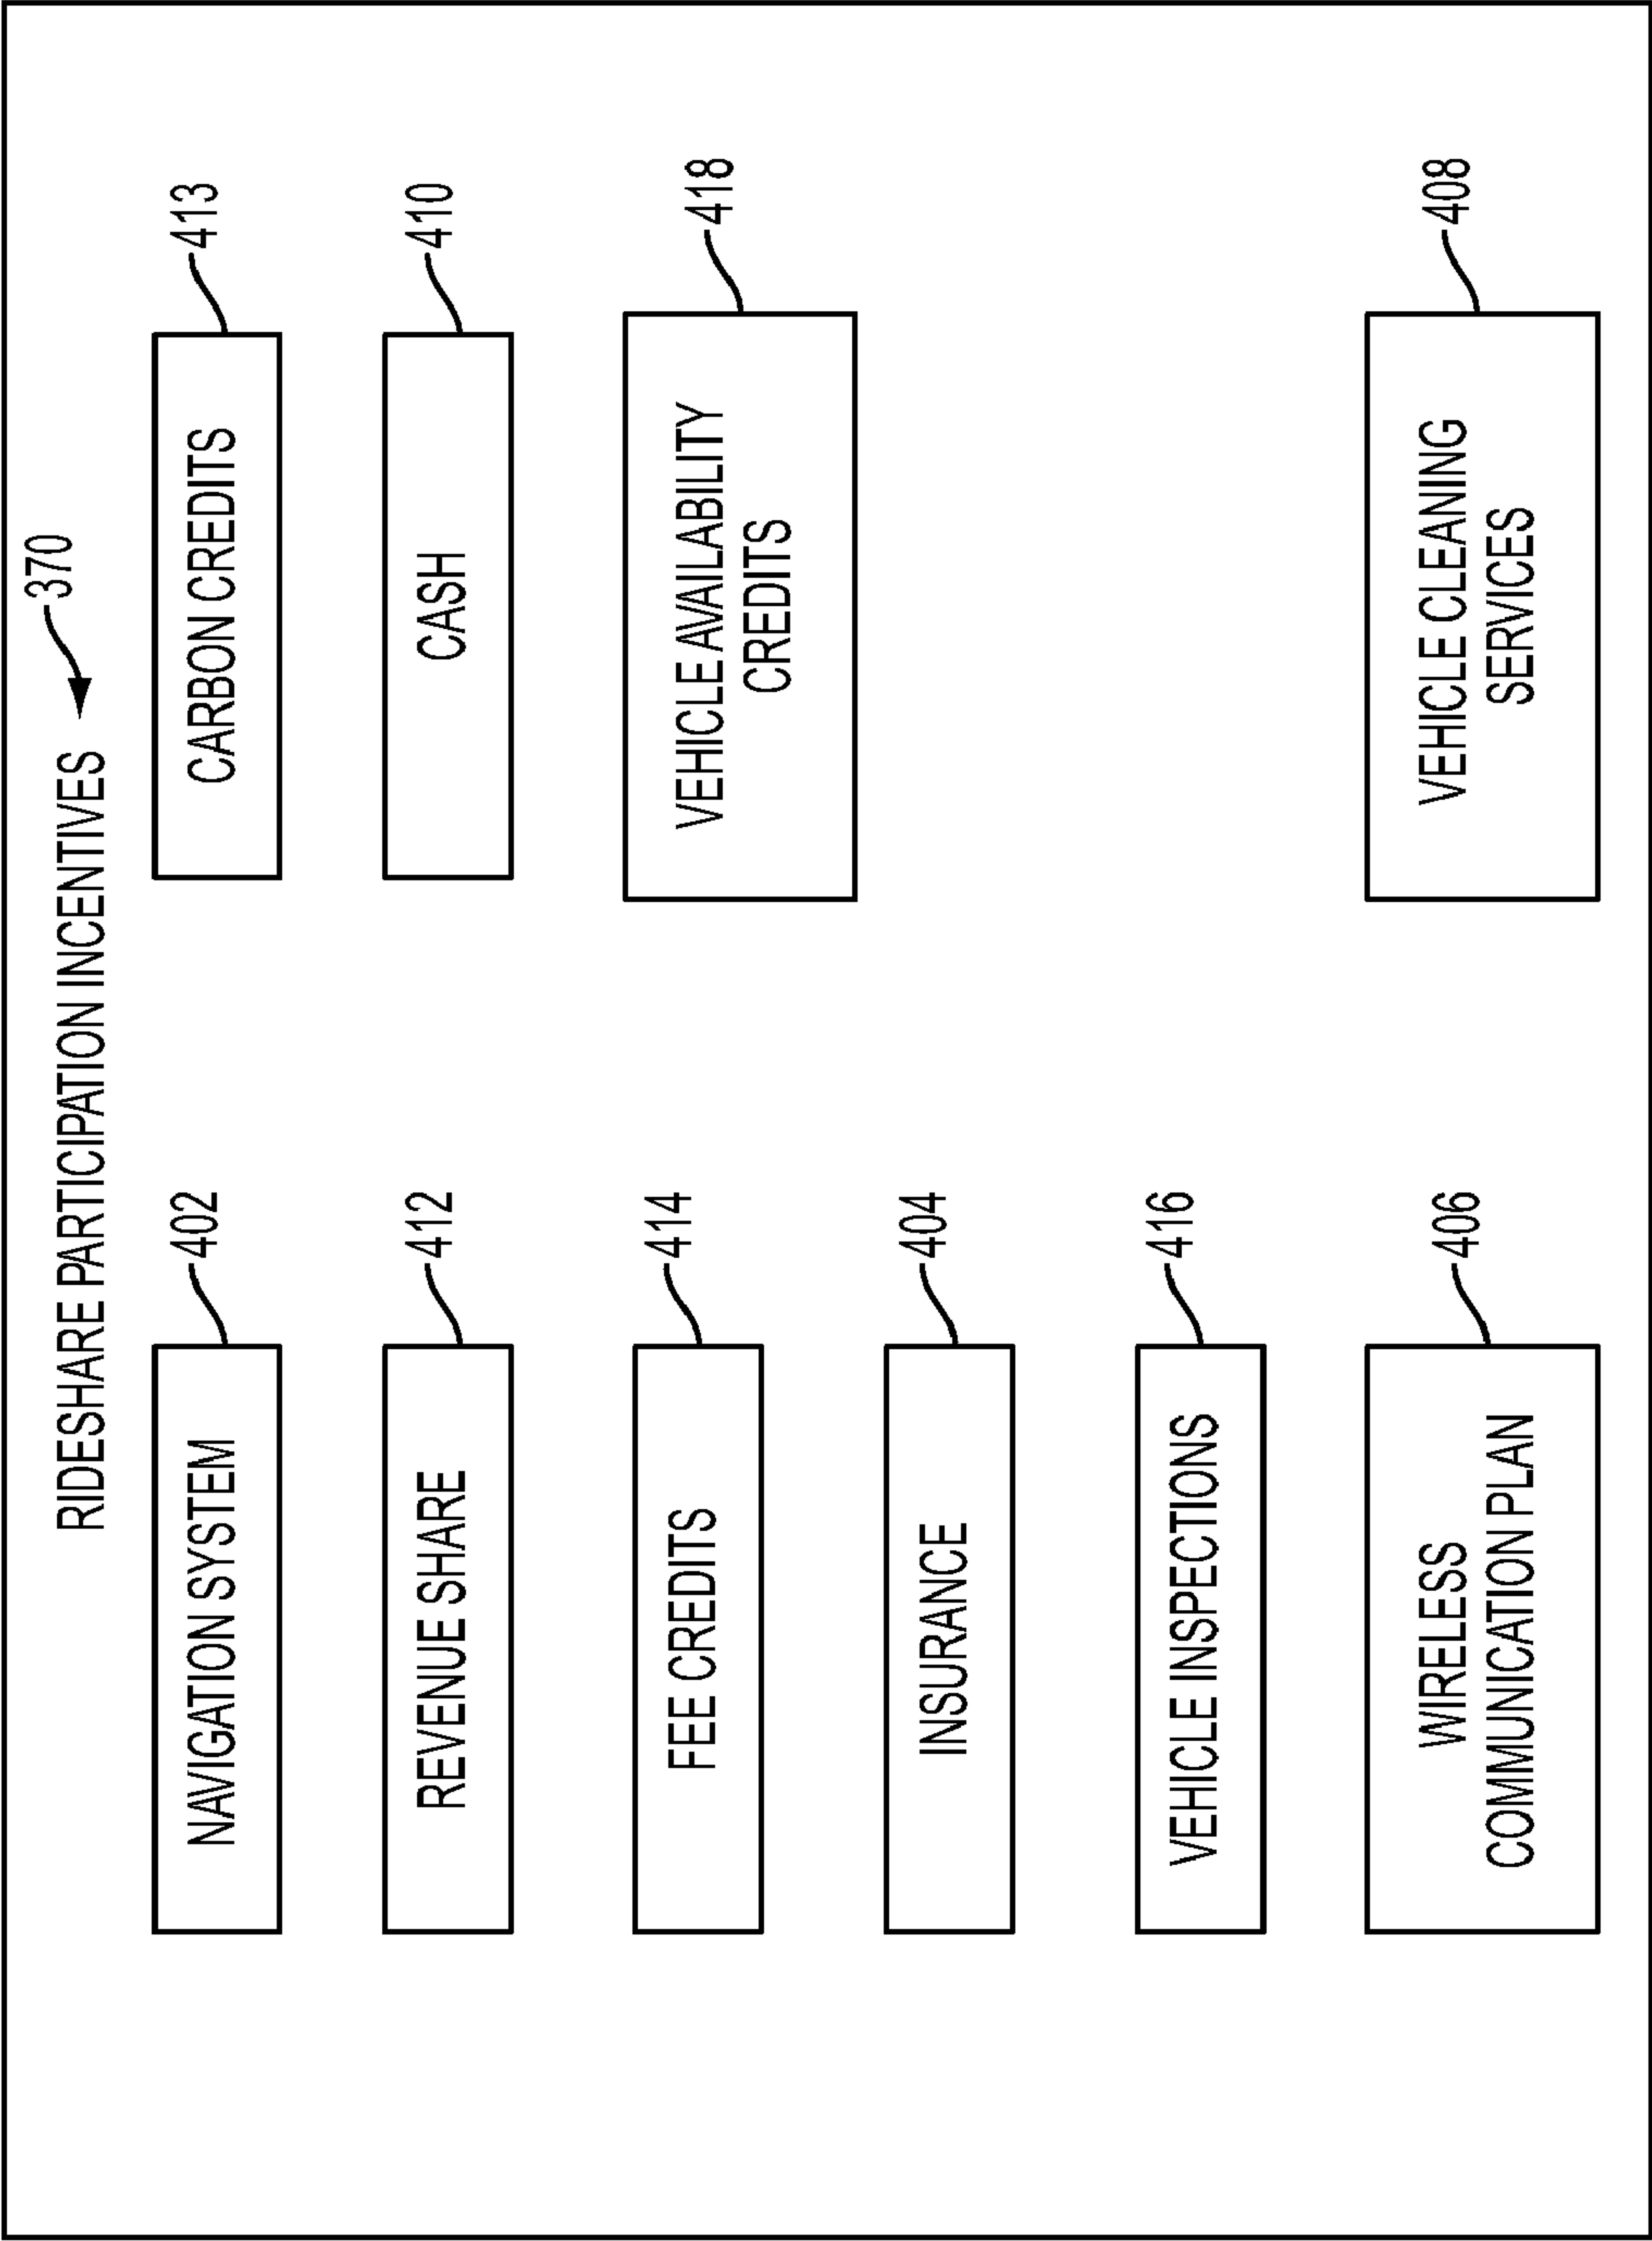 370
RIDESHARE PARTICIPATION INCENTIVES
402
NAVIGATION SYSTEM
413
CARBON CREDITS
412
REVENUE SHARE
410
CASH
414
FEE CREDITS
418
VEHICLE AVAILABILITY
CREDITS
404
INSURANCE
416
VEHICLE INSPECTIONS
406
WIRELESS
COMMUNICATION PLAN
408
VEHICLE CLEANING
SERVICES